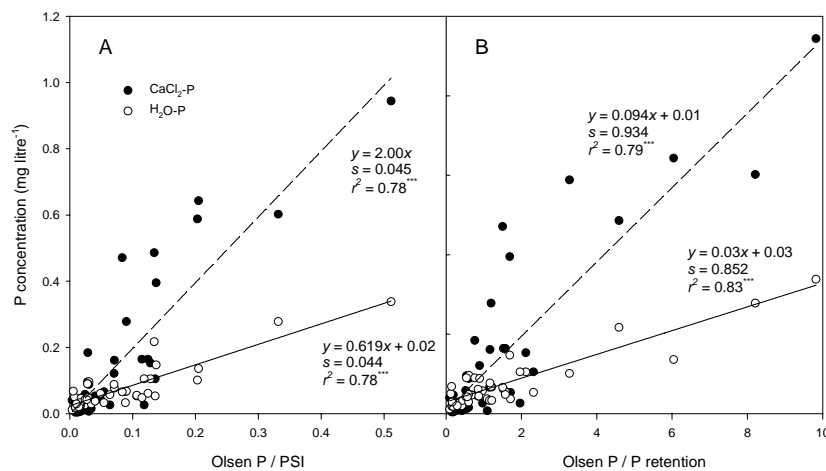 A
B
CaCl₂-P
H₂O-P
y = 2.00x
s = 0.045
r² = 0.78***
y = 0.619x + 0.02
s = 0.044
r² = 0.78***
y = 0.094x + 0.01
s = 0.934
r² = 0.79***
y = 0.03x + 0.03
s = 0.852
r² = 0.83***
P concentration (mg litre⁻¹)
1.2
1.0
0.8
0.6
0.4
0.2
0.0
0.0 0.1 0.2 0.3 0.4 0.5
0 2 4 6 8 10
Olsen P / PSI
Olsen P / P retention